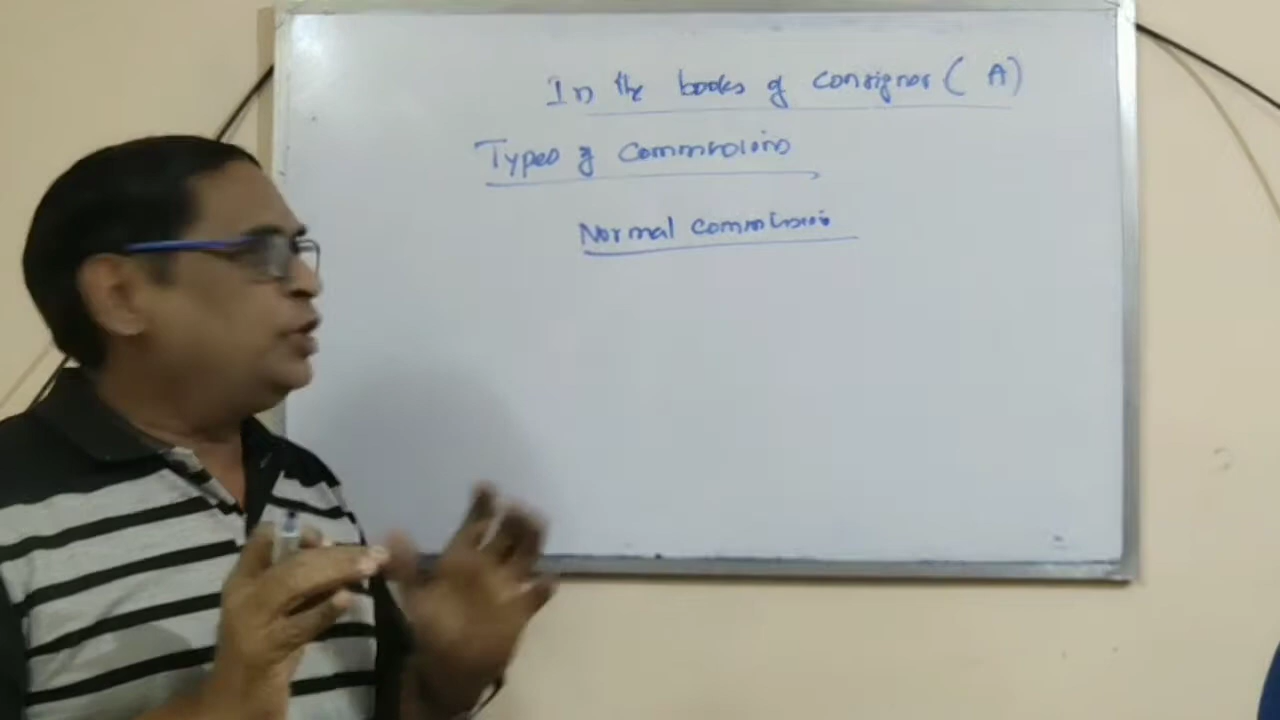 In the books of consignor ( A )
Types of Commissions
Normal Commission